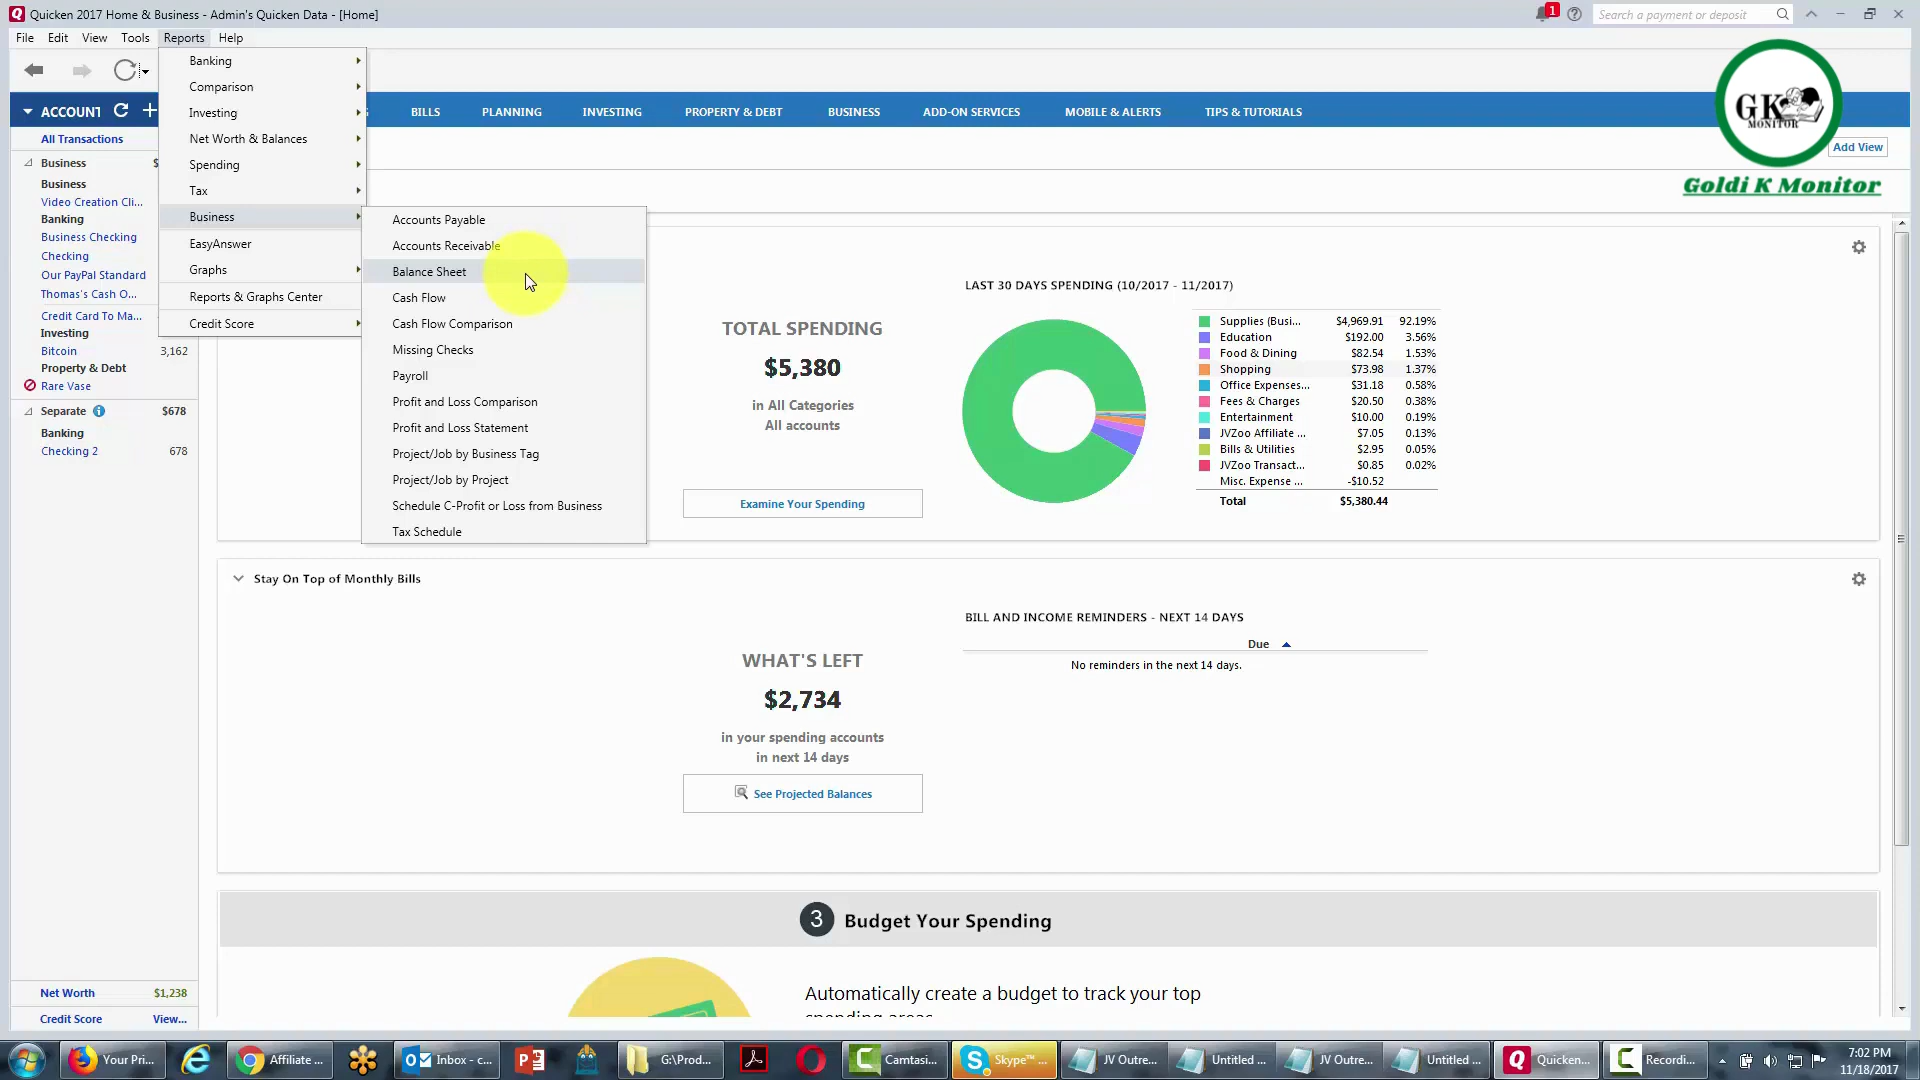 Quicken 2017 Home & Business - Admin's Quicken Data - [Home]
1
Search a payment or deposit
File Edit View Tools Reports Help
ACCOUNT
BILLS PLANNING INVESTING PROPERTY & DEBT BUSINESS ADD-ON SERVICES MOBILE & ALERTS TIPS & TUTORIALS
GK
MONITOR
Goldi K Monitor
Add View
All Transactions
Business $
Business
Video Creation Cli...
Banking
Business Checking
Checking
Our PayPal Standard
Thomas's Cash O...
Credit Card To Ma...
Investing
Bitcoin 3,162
Property & Debt
Rare Vase
Separate $678
Banking
Checking 2 678
Net Worth $1,238
Credit Score View...
Banking
Comparison
Investing
Net Worth & Balances
Spending
Tax
Business
EasyAnswer
Graphs
Reports & Graphs Center
Credit Score
Accounts Payable
Accounts Receivable
Balance Sheet
Cash Flow
Cash Flow Comparison
Missing Checks
Payroll
Profit and Loss Comparison
Profit and Loss Statement
Project/Job by Business Tag
Project/Job by Project
Schedule C-Profit or Loss from Business
Tax Schedule
TOTAL SPENDING
$5,380
in All Categories
All accounts
Examine Your Spending
LAST 30 DAYS SPENDING (10/2017 - 11/2017)
Supplies (Busi... $4,969.91 92.19%
Education $192.00 3.56%
Food & Dining $82.54 1.53%
Shopping $73.98 1.37%
Office Expenses... $31.18 0.58%
Fees & Charges $20.50 0.38%
Entertainment $10.00 0.19%
JVZoo Affiliate ... $7.05 0.13%
Bills & Utilities $2.95 0.05%
JVZoo Transact... $0.85 0.02%
Misc. Expense ... -$10.52
Total $5,380.44
Stay On Top of Monthly Bills
WHAT'S LEFT
$2,734
in your spending accounts
in next 14 days
See Projected Balances
BILL AND INCOME REMINDERS - NEXT 14 DAYS
Due
No reminders in the next 14 days.
3 Budget Your Spending
Automatically create a budget to track your top
spending areas
Your Pri... Affiliate ... Inbox - c... G:\Prod... Camtasi... Skype™ ... JV Outre... Untitled ... JV Outre... Untitled ... Quicken... Recordi...
7:02 PM
11/18/2017